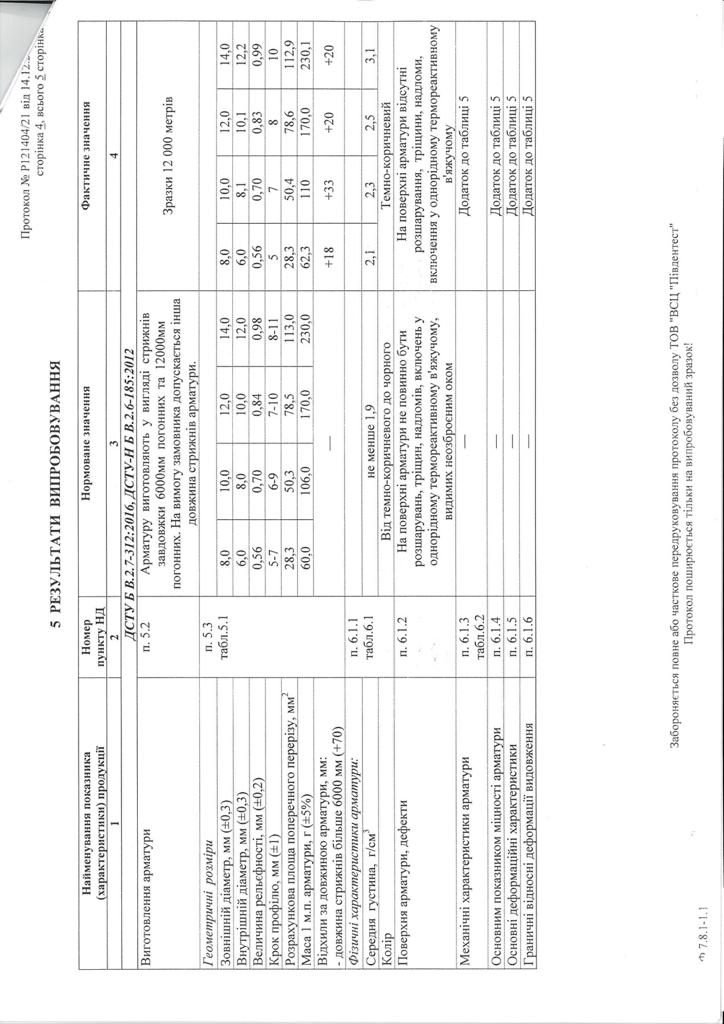 Протокол № Р121404/21 від 14.12.
сторінка 4, всього 5 сторінк
5 РЕЗУЛЬТАТИ ВИПРОБОВУВАННЯ
Найменування показника (характеристики) продукції | Номер пункту НД | Нормоване значення | Фактичне значення
1 | 2 | 3 | 4
ДСТУ Б В.2.7-312:2016, ДСТУ-Н Б В.2.6-185:2012
Виготовлення арматури | п. 5.2 | Арматуру виготовляють у вигляді стрижнів
завдовжки 6000мм погонних та 12000мм
погонних. На вимогу замовника допускається інша
довжина стрижнів арматури. | Зразки 12 000 метрів
Геометричні розміри | п. 5.3
Зовнішній діаметр, мм (±0,3) | табл.5.1 | 8,0 | 10,0 | 12,0 | 14,0 | 8,0 | 10,0 | 12,0 | 14,0
Внутрішній діаметр, мм (±0,3) | 6,0 | 8,0 | 10,0 | 12,0 | 6,0 | 8,1 | 10,1 | 12,2
Величина рельєфності, мм (±0,2) | 0,56 | 0,70 | 0,84 | 0,98 | 0,56 | 0,70 | 0,83 | 0,99
Крок профілю, мм (±1) | 5-7 | 6-9 | 7-10 | 8-11 | 5 | 7 | 8 | 10
Розрахункова площа поперечного перерізу, мм² | 28,3 | 50,3 | 78,5 | 113,0 | 28,3 | 50,4 | 78,6 | 112,9
Маса 1 м.п. арматури, г (±5%) | 60,0 | 106,0 | 170,0 | 230,0 | 62,3 | 110 | 170,0 | 230,1
Відхили за довжиною арматури, мм:
- довжина стрижнів більше 6000 мм (+70) | — | +18 | +33 | +20 | +20
Фізичні характеристики арматури: | п. 6.1.1
Середня густина, г/см³ | табл.6.1 | не менше 1,9 | 2,1 | 2,3 | 2,5 | 3,1
Колір | Від темно-коричневого до чорного | Темно-коричневий
Поверхня арматури, дефекти | п. 6.1.2 | На поверхні арматури не повинно бути
розшарувань, тріщин, надломів, включень у
однорідному термореактивному в'яжучому,
видимих неозброєним оком | На поверхні арматури відсутні
розшарування, тріщини, надломи,
включення у однорідному термореактивному
в'яжучому
Механічні характеристики арматури | п. 6.1.3
табл.6.2 | — | Додаток до таблиці 5
Основним показником міцності арматури | п. 6.1.4 | — | Додаток до таблиці 5
Основні деформаційні характеристики | п. 6.1.5 | — | Додаток до таблиці 5
Граничні відносні деформації видовження | п. 6.1.6 | — | Додаток до таблиці 5
Забороняється повне або часткове передруковування протоколу без дозволу ТОВ "ВСЦ "Південтест"
Протокол поширюється тільки на випробовуваний зразок!
Ф 7.8.1-1.1